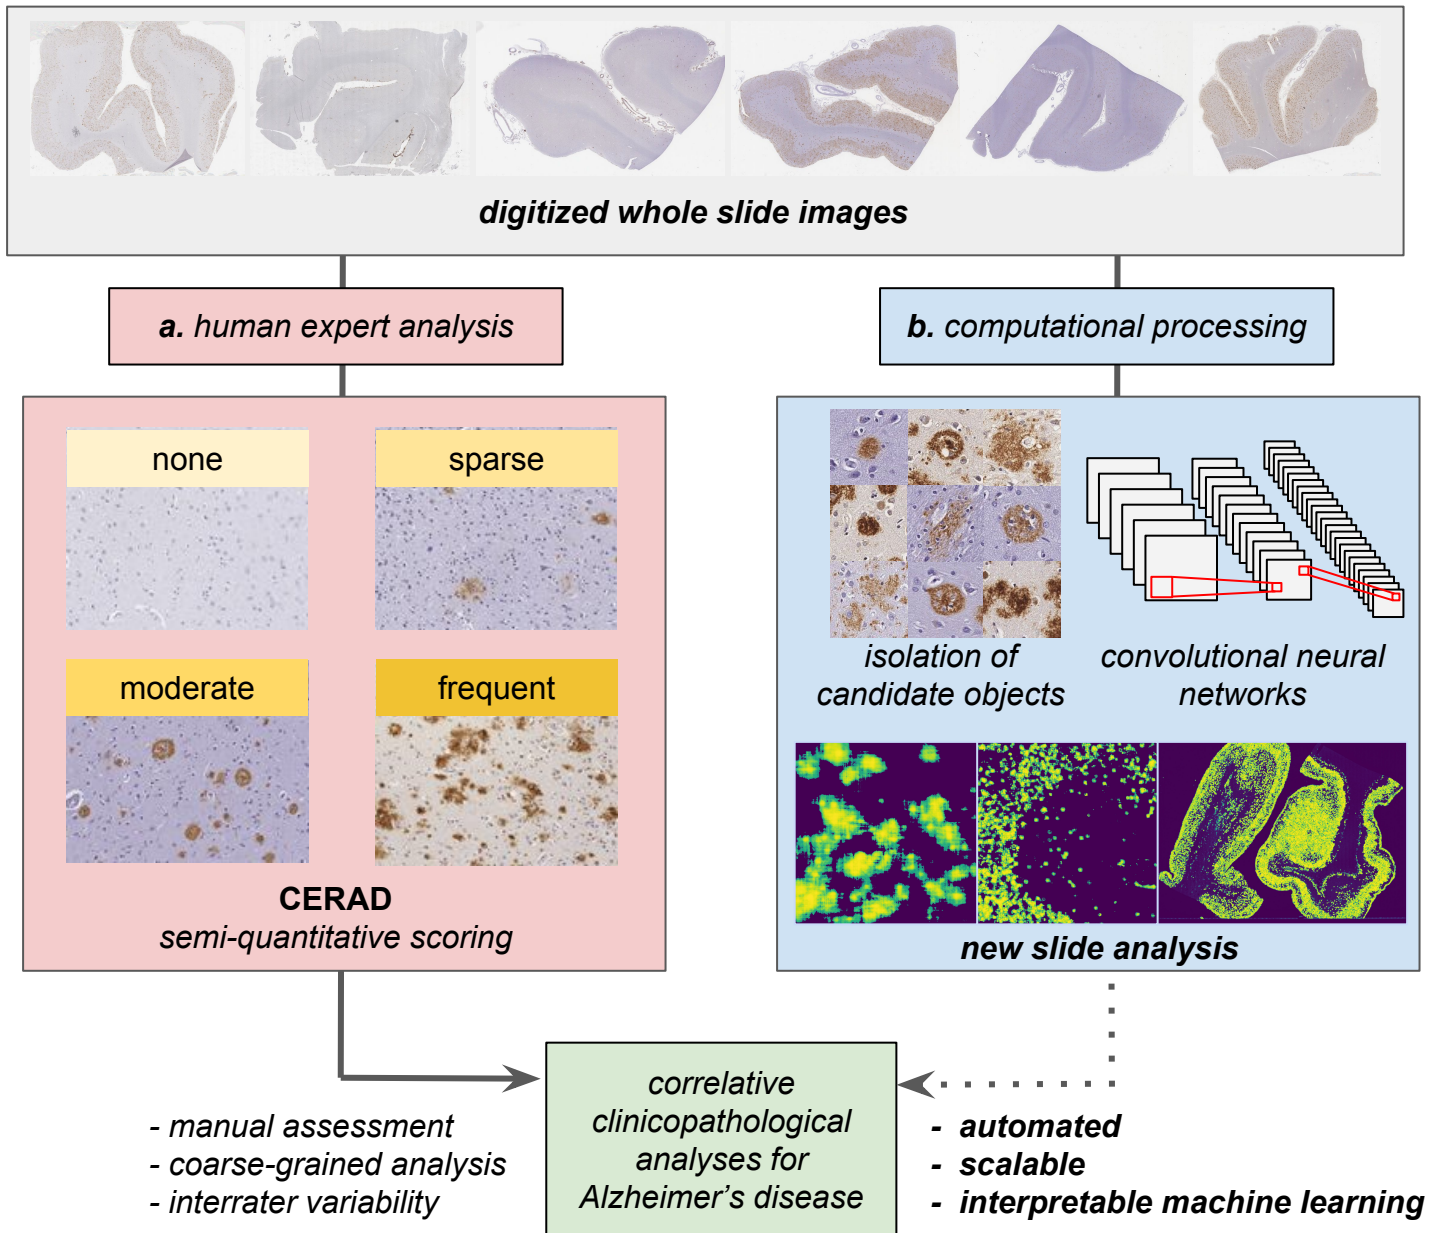 digitized whole slide images
a. human expert analysis
b. computational processing
none
sparse
moderate
frequent
CERAD
semi-quantitative scoring
isolation of
candidate objects
convolutional neural
networks
new slide analysis
- manual assessment
- coarse-grained analysis
- interrater variability
correlative
clinicopathological
analyses for
Alzheimer's disease
- automated
- scalable
- interpretable machine learning